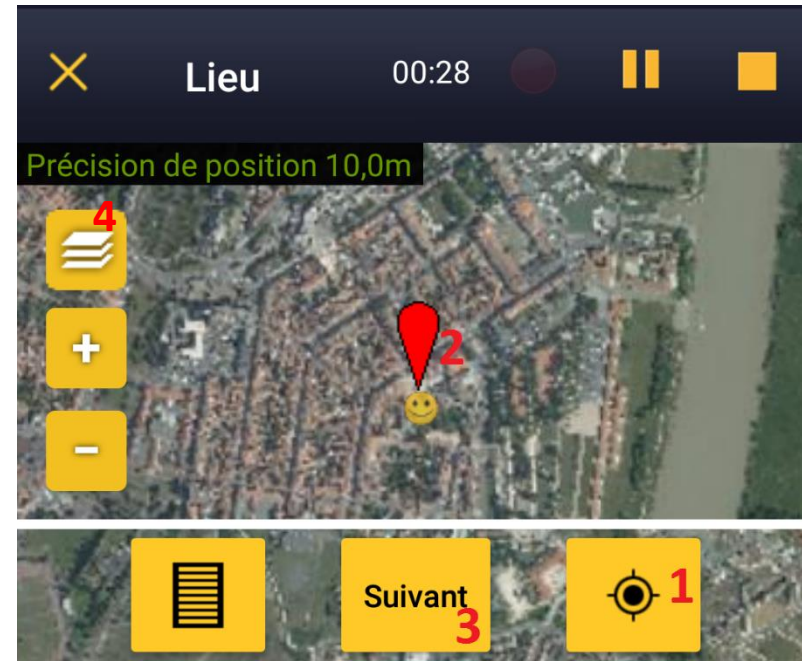 Lieu 00:28
Précision de position 10,0m
4
+
2
-
Suivant
3
1